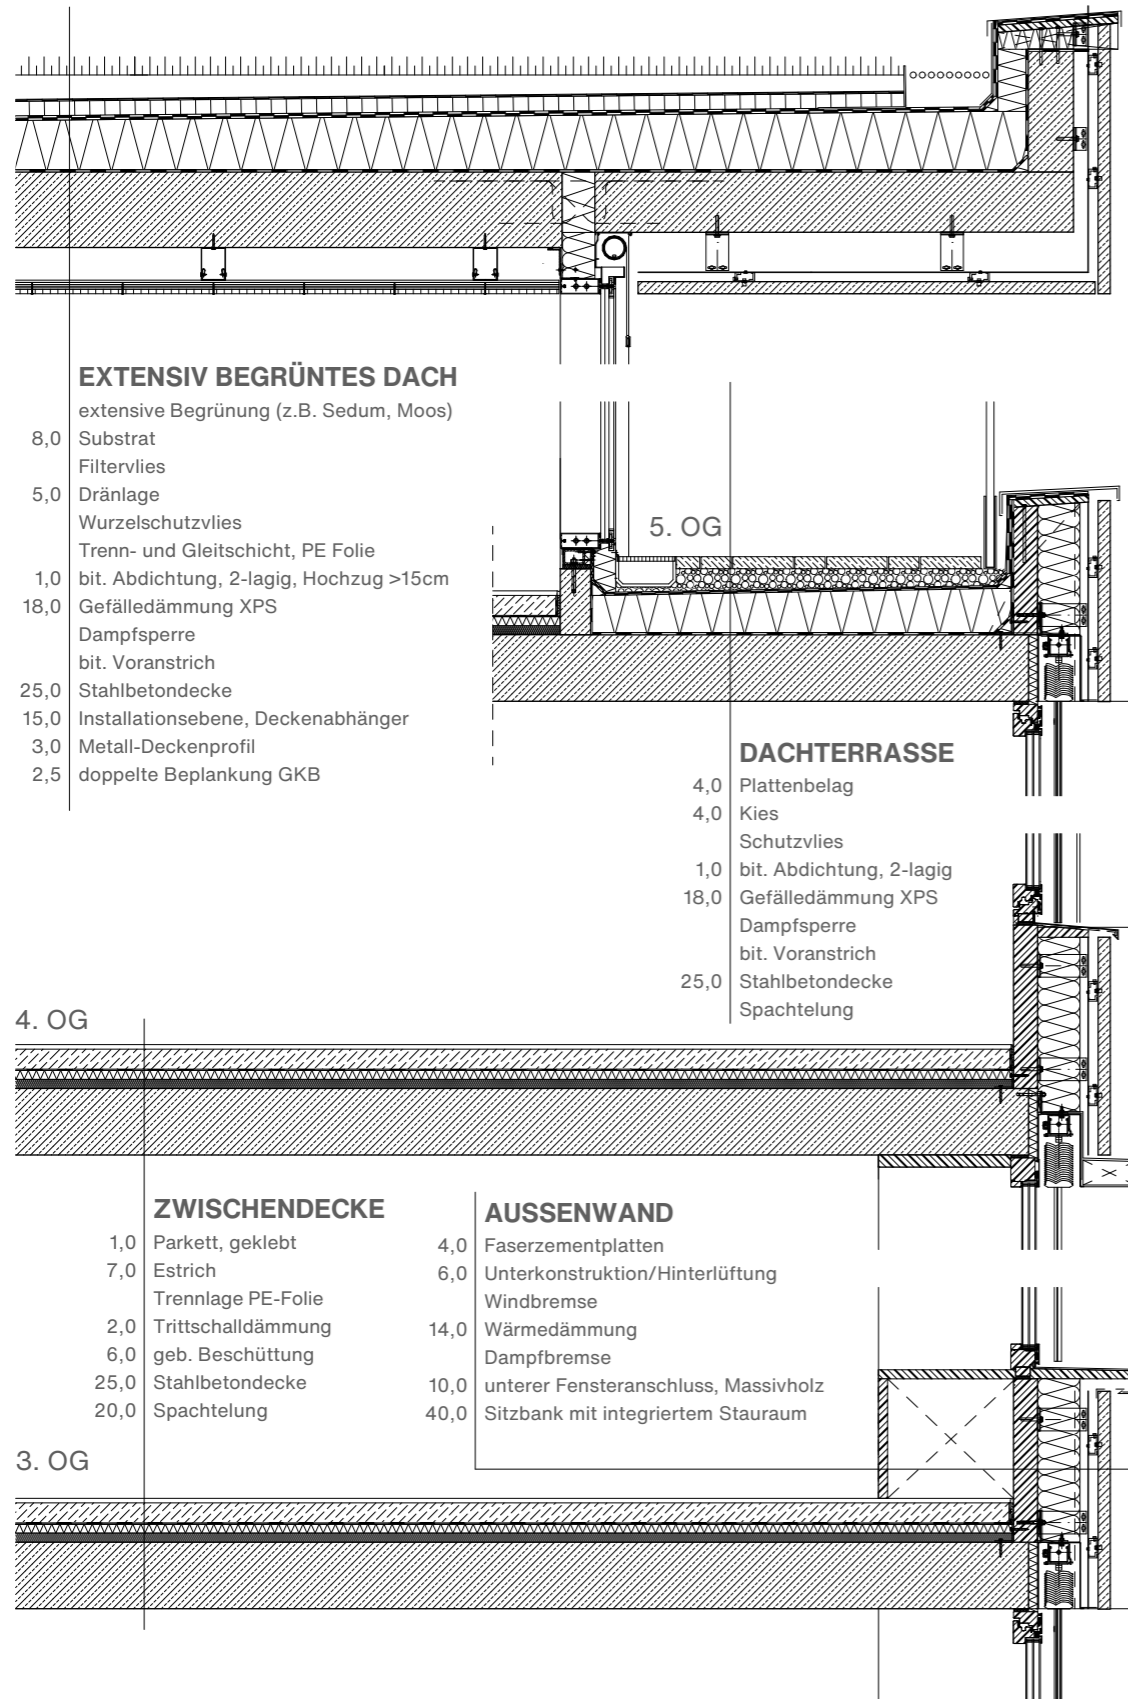 EXTENSIV BEGRÜNTES DACH
extensive Begrünung (z.B. Sedum, Moos)
8,0 Substrat
Filtervlies
5,0 Dränlage
Wurzelschutzvlies
Trenn- und Gleitschicht, PE Folie
1,0 bit. Abdichtung, 2-lagig, Hochzug >15cm
18,0 Gefälledämmung XPS
Dampfsperre
bit. Voranstrich
25,0 Stahlbetondecke
15,0 Installationsebene, Deckenabhänger
3,0 Metall-Deckenprofil
2,5 doppelte Beplankung GKB
5. OG
DACHTERRASSE
4,0 Plattenbelag
4,0 Kies
Schutzvlies
1,0 bit. Abdichtung, 2-lagig
18,0 Gefälledämmung XPS
Dampfsperre
bit. Voranstrich
25,0 Stahlbetondecke
Spachtelung
4. OG
ZWISCHENDECKE
1,0 Parkett, geklebt
7,0 Estrich
Trennlage PE-Folie
2,0 Trittschalldämmung
6,0 geb. Beschüttung
25,0 Stahlbetondecke
20,0 Spachtelung
AUSSENWAND
4,0 Faserzementplatten
6,0 Unterkonstruktion/Hinterlüftung
Windbremse
14,0 Wärmedämmung
Dampfbremse
10,0 unterer Fensteranschluss, Massivholz
40,0 Sitzbank mit integriertem Stauraum
3. OG